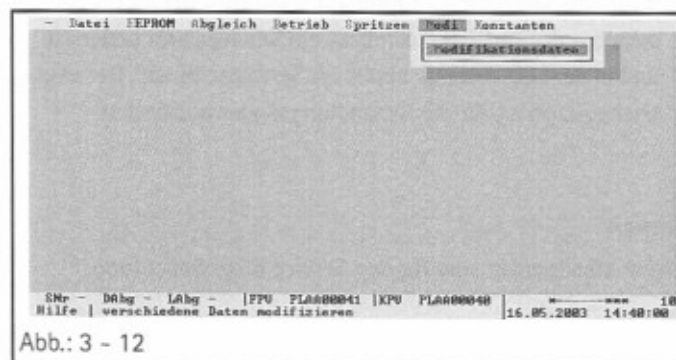 - Datei EEPROM Abgleich Betrieb Spritzen Modi Konstanten
Modifikationsdaten
SNr - DAbg - LAbg - |FPV PLAA00041 |KPV PLAA00040 | *-----*** 10
Hilfe | verschiedene Daten modifizieren |16.05.2003 14:40:00
Abb.: 3 - 12